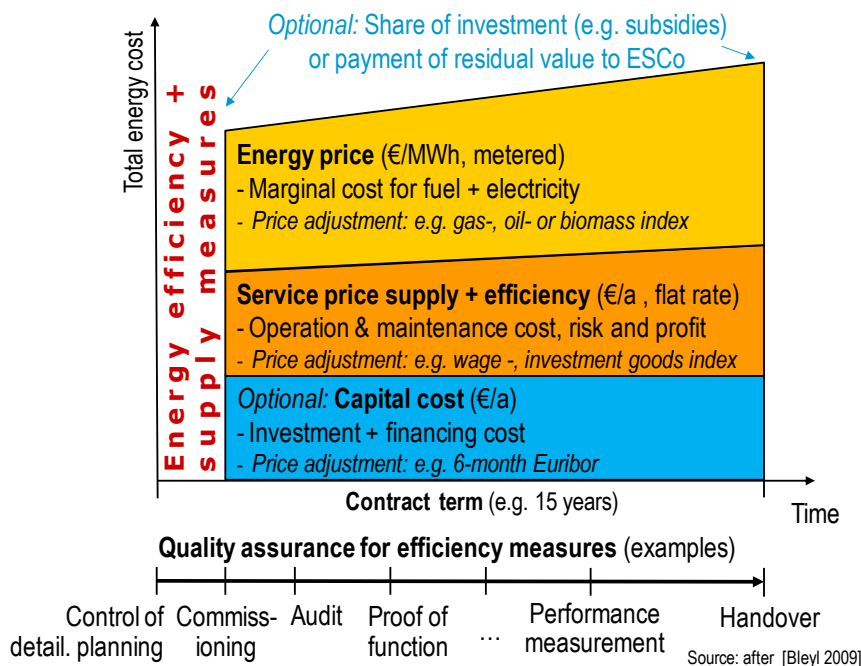 Optional: Share of investment (e.g. subsidies)
or payment of residual value to ESCo
Total energy cost
Energy efficiency +
supply measures
Energy price (€/MWh, metered)
- Marginal cost for fuel + electricity
- Price adjustment: e.g. gas-, oil- or biomass index
Service price supply + efficiency (€/a , flat rate)
- Operation & maintenance cost, risk and profit
- Price adjustment: e.g. wage -, investment goods index
Optional: Capital cost (€/a)
- Investment + financing cost
- Price adjustment: e.g. 6-month Euribor
Contract term (e.g. 15 years)
Time
Quality assurance for efficiency measures (examples)
Control of
detail. planning
Commiss-
ioning
Audit
Proof of
function
...
Performance
measurement
Handover
Source: after [Bleyl 2009]